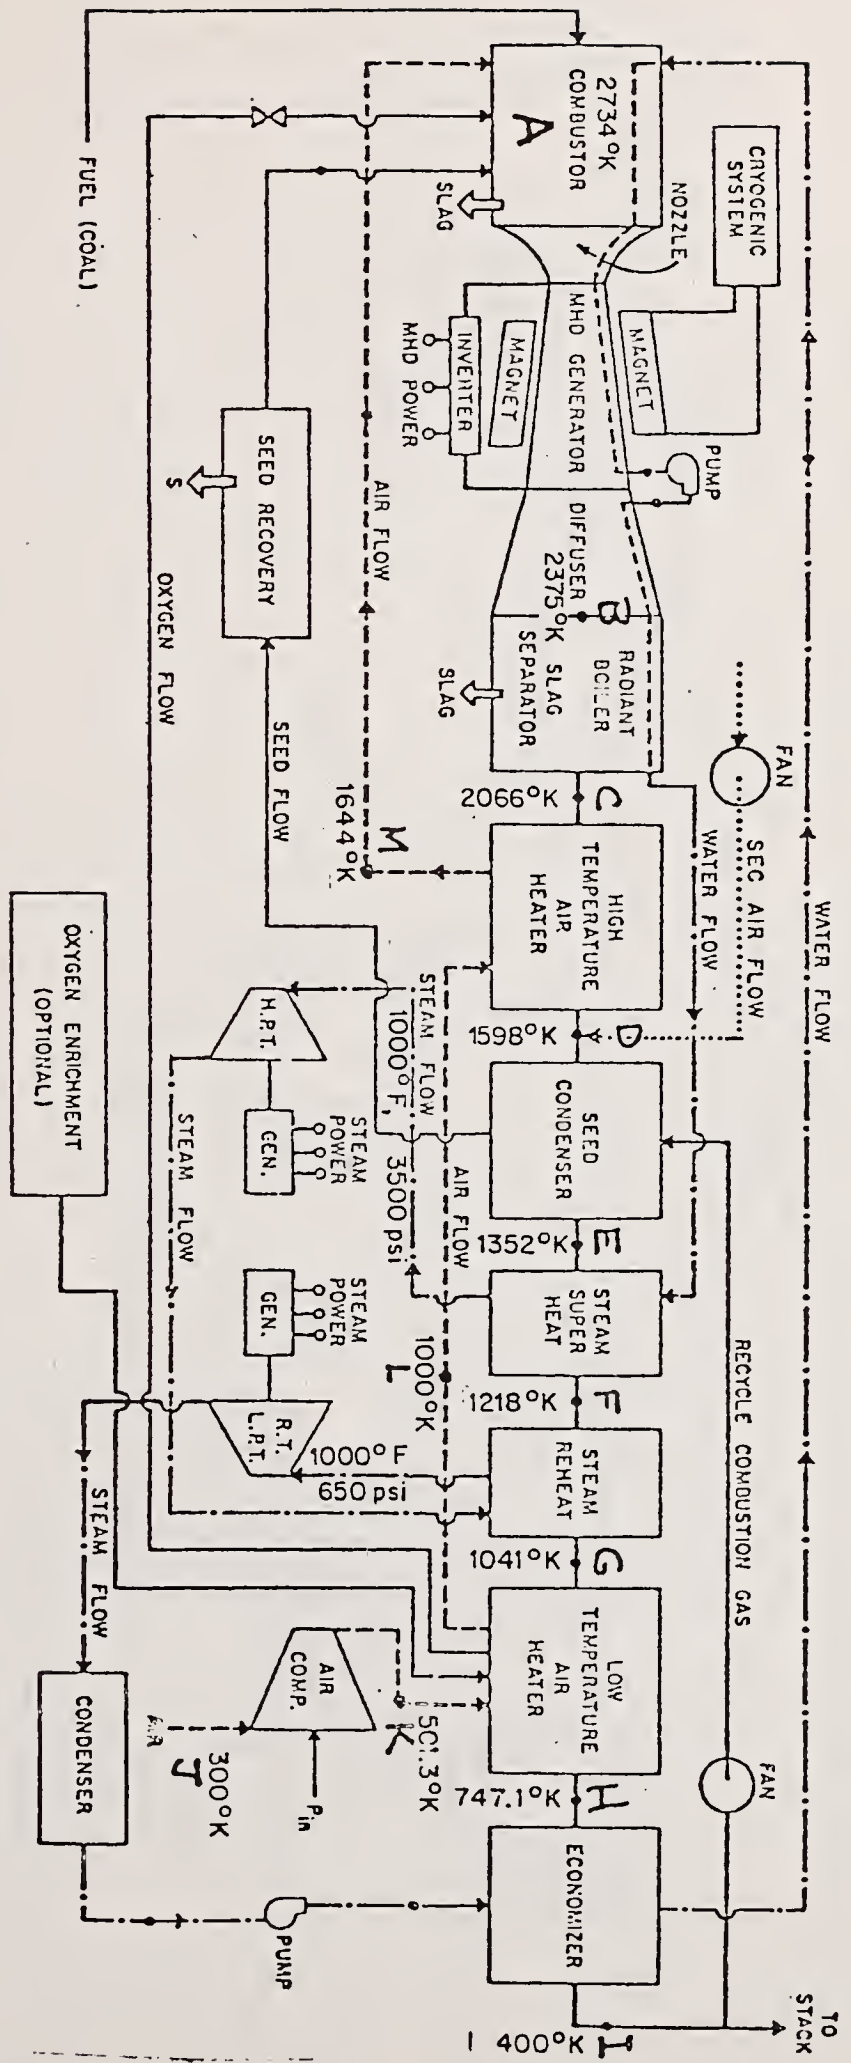 TO
STACK
WATER FLOW
RECYCLE COMBUSTION GAS
FAN
FAN
SEC AIR FLOW
WATER FLOW
CRYOGENIC
SYSTEM
NOZZLE
PUMP
MAGNET
2734°K
COMBUSTOR
A
SLAG
MHD GENERATOR
MAGNET
INVERTER
MHD POWER
DIFFUSER
2375°K
B
RADIANT
BOILER
SLAG
SEPARATOR
SLAG
C
2066°K
HIGH
TEMPERATURE
AIR
HEATER
D
1598°K
SEED
CONDENSER
E
1352°K
STEAM
SUPER
HEAT
F
1218°K
STEAM
REHEAT
G
1041°K
LOW
TEMPERATURE
AIR
HEATER
H
747.1°K
ECONOMIZER
I
400°K
AIR FLOW
M
1644°K
STEAM FLOW
1000°F,
3500 psi
AIR FLOW
1000°K
L
1000°F
650 psi
501.3°K
K
AIR
COMP.
Pin
300°K
J
AIR
SEED RECOVERY
S
SEED FLOW
H.P.T.
GEN.
STEAM
POWER
GEN.
STEAM
POWER
R.T.
L.P.T.
STEAM FLOW
OXYGEN FLOW
FUEL (COAL)
OXYGEN ENRICHMENT
(OPTIONAL)
STEAM FLOW
CONDENSER
PUMP